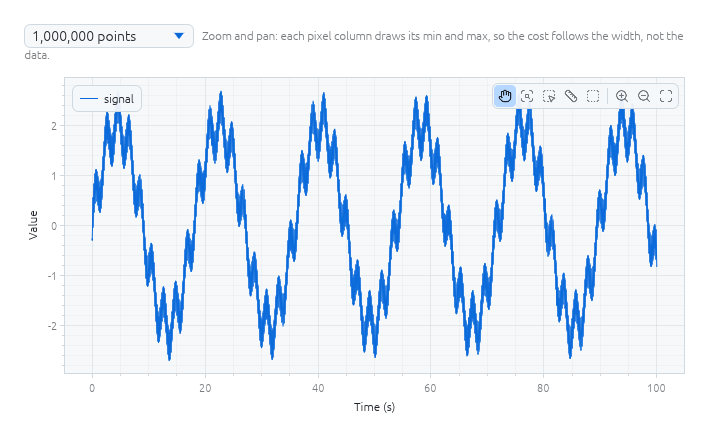 1,000,000 points
Zoom and pan: each pixel column draws its min and max, so the cost follows the width, not the
data.
signal
2
1
0
-1
-2
Value
0
20
40
60
80
100
Time (s)